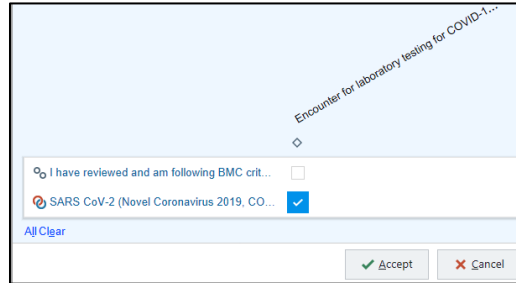 Encounter for laboratory testing for COVID-1...
I have reviewed and am following BMC crit...
SARS CoV-2 (Novel Coronavirus 2019, CO...
All Clear
Accept Cancel